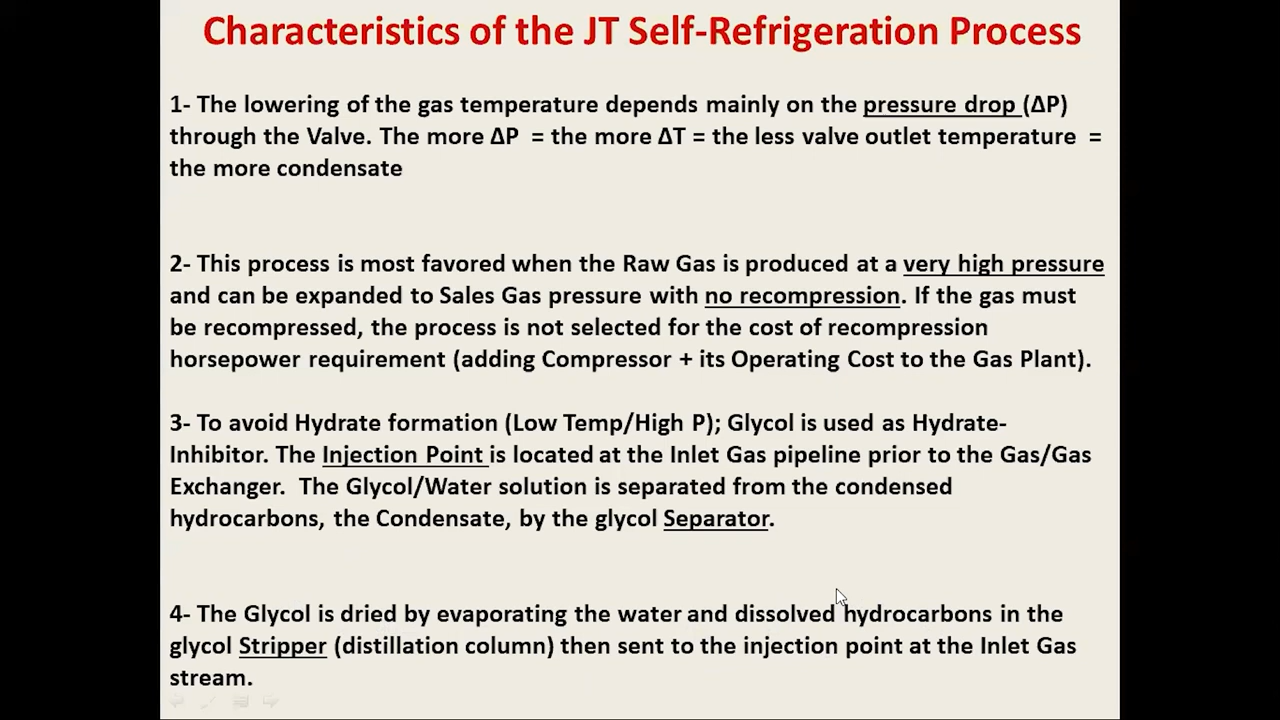 Characteristics of the JT Self-Refrigeration Process
1- The lowering of the gas temperature depends mainly on the pressure drop (ΔP)
through the Valve. The more ΔP = the more ΔT = the less valve outlet temperature =
the more condensate
2- This process is most favored when the Raw Gas is produced at a very high pressure
and can be expanded to Sales Gas pressure with no recompression. If the gas must
be recompressed, the process is not selected for the cost of recompression
horsepower requirement (adding Compressor + its Operating Cost to the Gas Plant).
3- To avoid Hydrate formation (Low Temp/High P); Glycol is used as Hydrate-
Inhibitor. The Injection Point is located at the Inlet Gas pipeline prior to the Gas/Gas
Exchanger. The Glycol/Water solution is separated from the condensed
hydrocarbons, the Condensate, by the glycol Separator.
4- The Glycol is dried by evaporating the water and dissolved hydrocarbons in the
glycol Stripper (distillation column) then sent to the injection point at the Inlet Gas
stream.